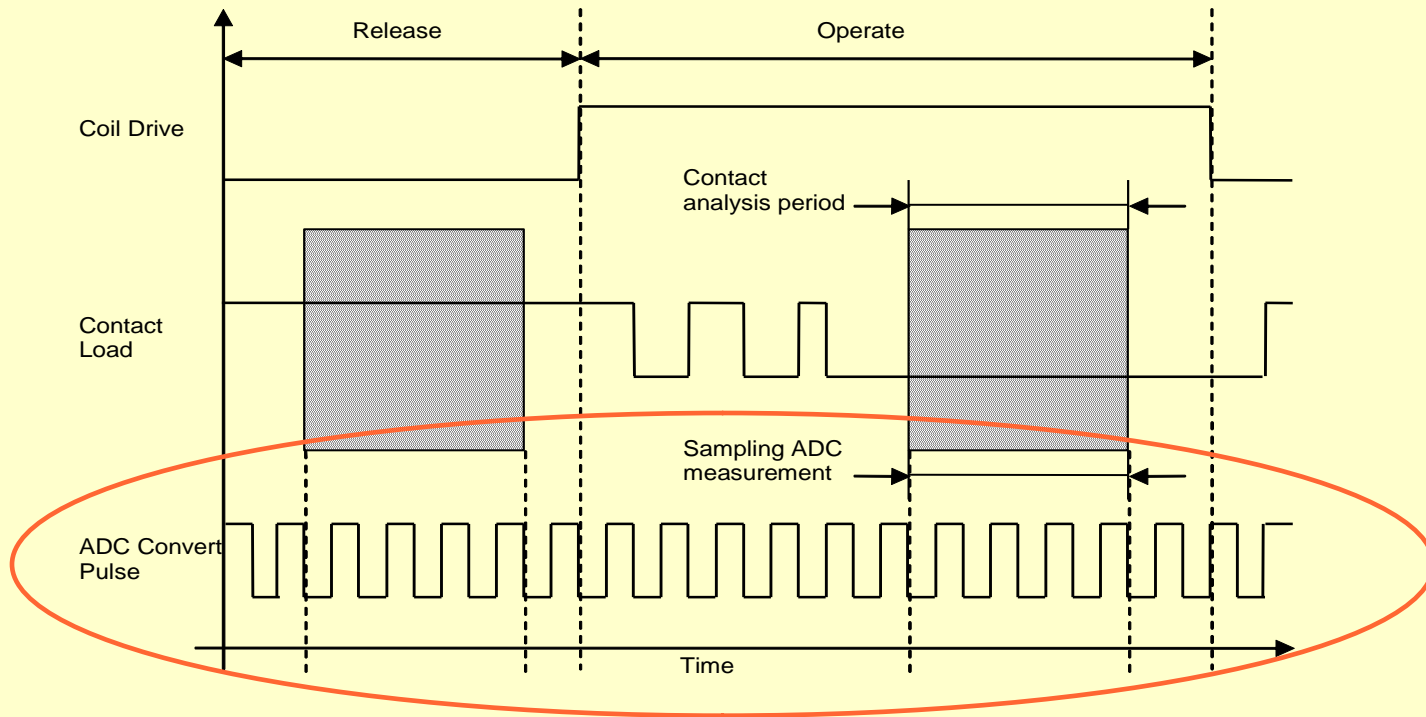 Release
Operate
Coil Drive
Contact
analysis period
Contact
Load
Sampling ADC
measurement
ADC Convert
Pulse
Time